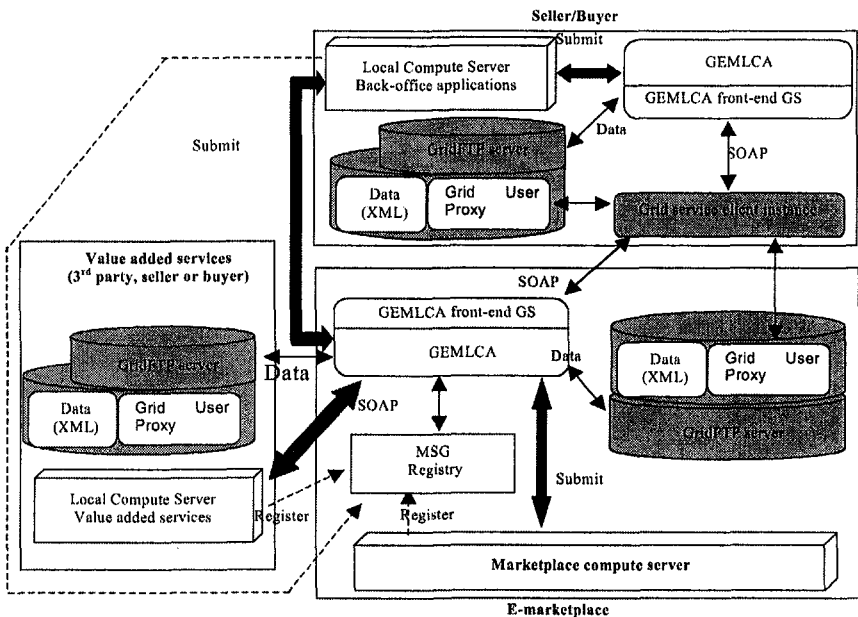 Seller/Buyer
Submit
Local Compute Server
Back-office applications
GEMLCA
GEMLCA front-end GS
Data
SOAP
Submit
GridFTP server
Data
(XML)
Grid User
Proxy
Grid service client instance
Value added services
(3rd party, seller or buyer)
SOAP
GEMLCA front-end GS
GEMLCA
Data
Data
GridFTP server
Data
(XML)
Grid User
Proxy
Data
(XML)
Grid User
Proxy
GridFTP server
SOAP
MSG
Registry
Submit
Local Compute Server
Value added services
Register
Register
Marketplace compute server
E-marketplace